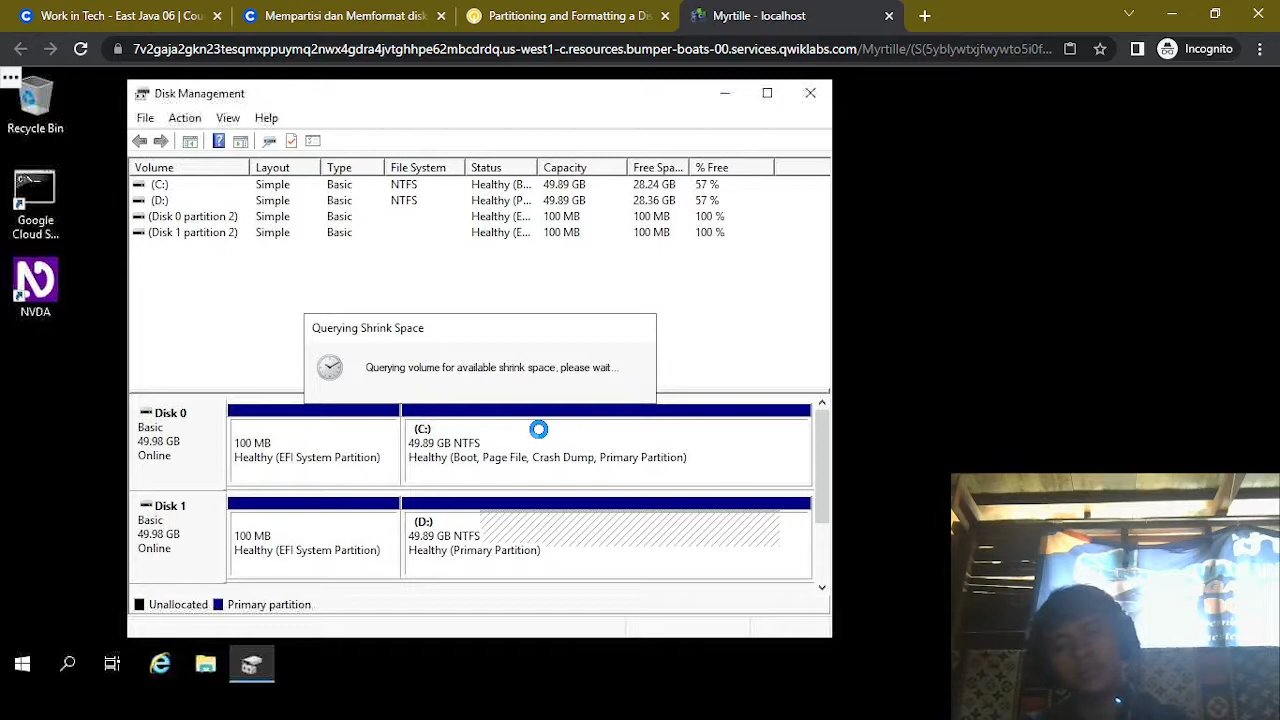 Work in Tech - East Java 06 | Cou
Mempartisi dan Memformat disk
Partitioning and Formatting a Di
Myrtille - localhost
7v2gaja2gkn23tesqmxppuymq2nwx4gdra4jvtghhpe62mbcdrdq.us-west1-c.resources.bumper-boats-00.services.qwiklabs.com/Myrtille/(S(5yblywtxjfwywto5i0f...
Incognito
Recycle Bin
Google
Cloud S...
NVDA
Disk Management
File Action View Help
Volume Layout Type File System Status Capacity Free Spa... % Free
(C:) Simple Basic NTFS Healthy (B... 49.89 GB 28.24 GB 57 %
(D:) Simple Basic NTFS Healthy (P... 49.89 GB 28.36 GB 57 %
(Disk 0 partition 2) Simple Basic Healthy (E... 100 MB 100 MB 100 %
(Disk 1 partition 2) Simple Basic Healthy (E... 100 MB 100 MB 100 %
Querying Shrink Space
Querying volume for available shrink space, please wait...
Disk 0
Basic
49.98 GB
Online
100 MB
Healthy (EFI System Partition)
(C:)
49.89 GB NTFS
Healthy (Boot, Page File, Crash Dump, Primary Partition)
Disk 1
Basic
49.98 GB
Online
100 MB
Healthy (EFI System Partition)
(D:)
49.89 GB NTFS
Healthy (Primary Partition)
Unallocated Primary partition